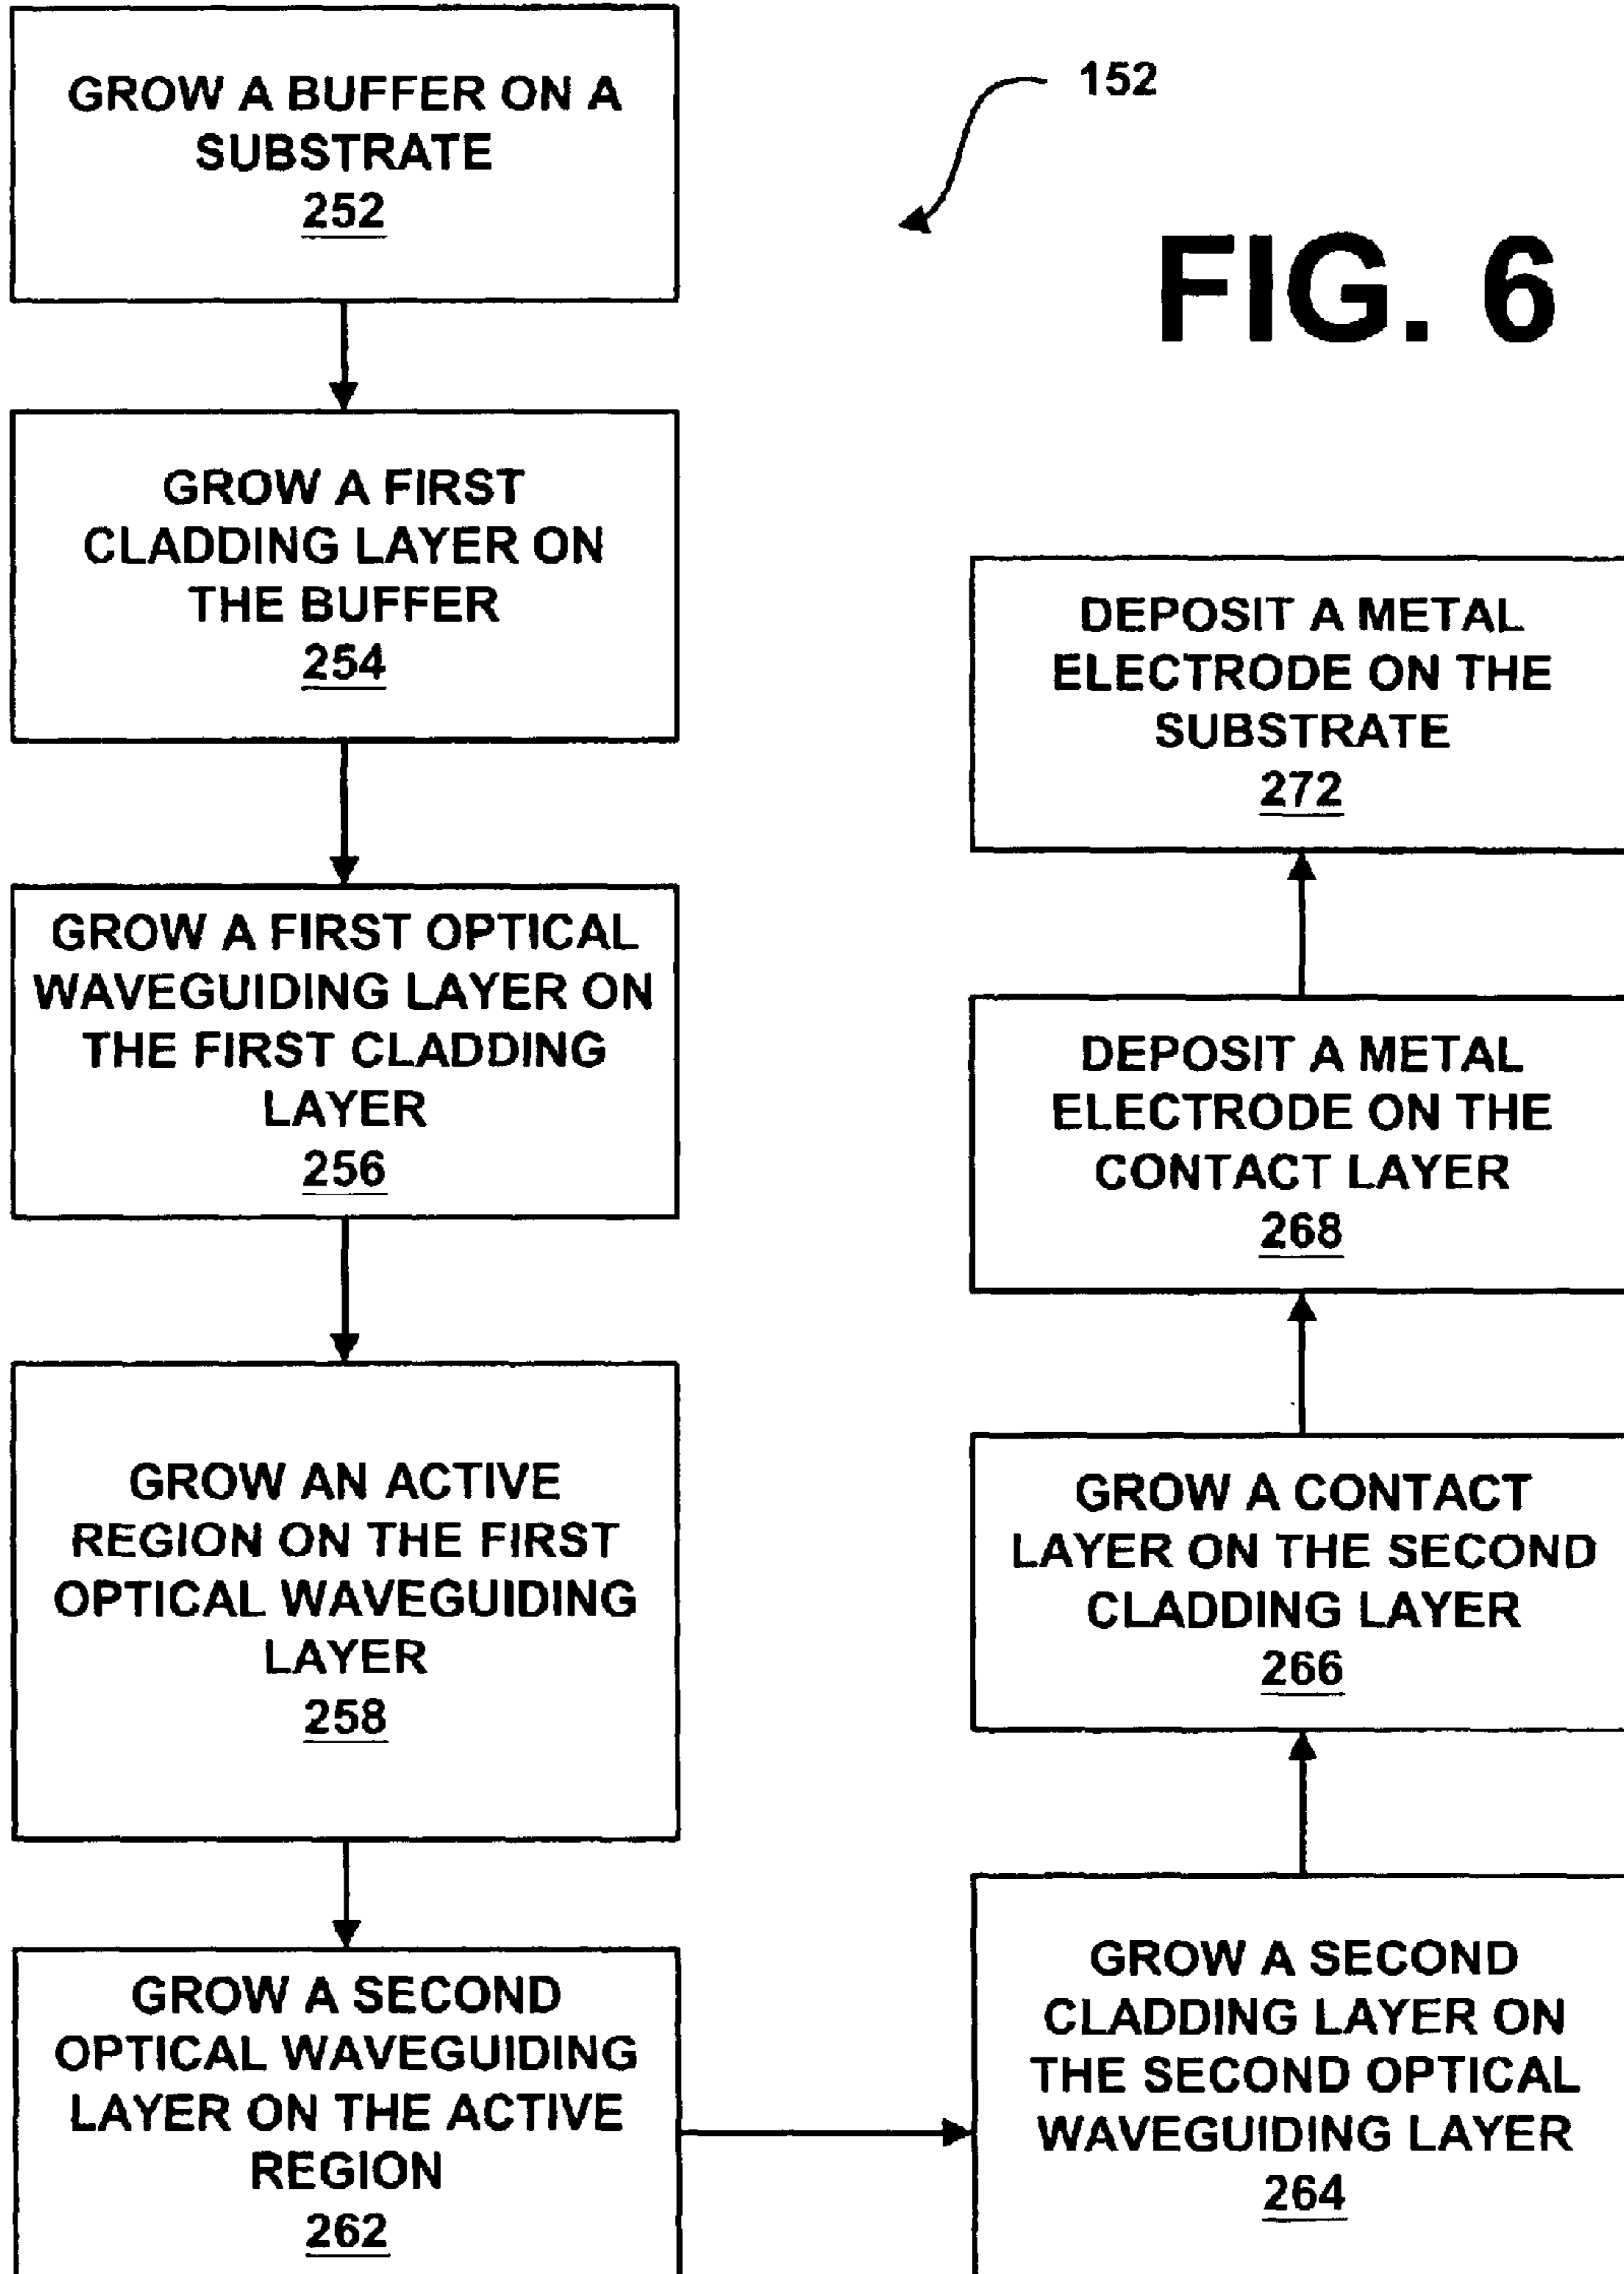 GROW A BUFFER ON A
SUBSTRATE
252
GROW A FIRST
CLADDING LAYER ON
THE BUFFER
254
GROW A FIRST OPTICAL
WAVEGUIDING LAYER ON
THE FIRST CLADDING
LAYER
256
GROW AN ACTIVE
REGION ON THE FIRST
OPTICAL WAVEGUIDING
LAYER
258
GROW A SECOND
OPTICAL WAVEGUIDING
LAYER ON THE ACTIVE
REGION
262
152
FIG. 6
DEPOSIT A METAL
ELECTRODE ON THE
SUBSTRATE
272
DEPOSIT A METAL
ELECTRODE ON THE
CONTACT LAYER
268
GROW A CONTACT
LAYER ON THE SECOND
CLADDING LAYER
266
GROW A SECOND
CLADDING LAYER ON
THE SECOND OPTICAL
WAVEGUIDING LAYER
264